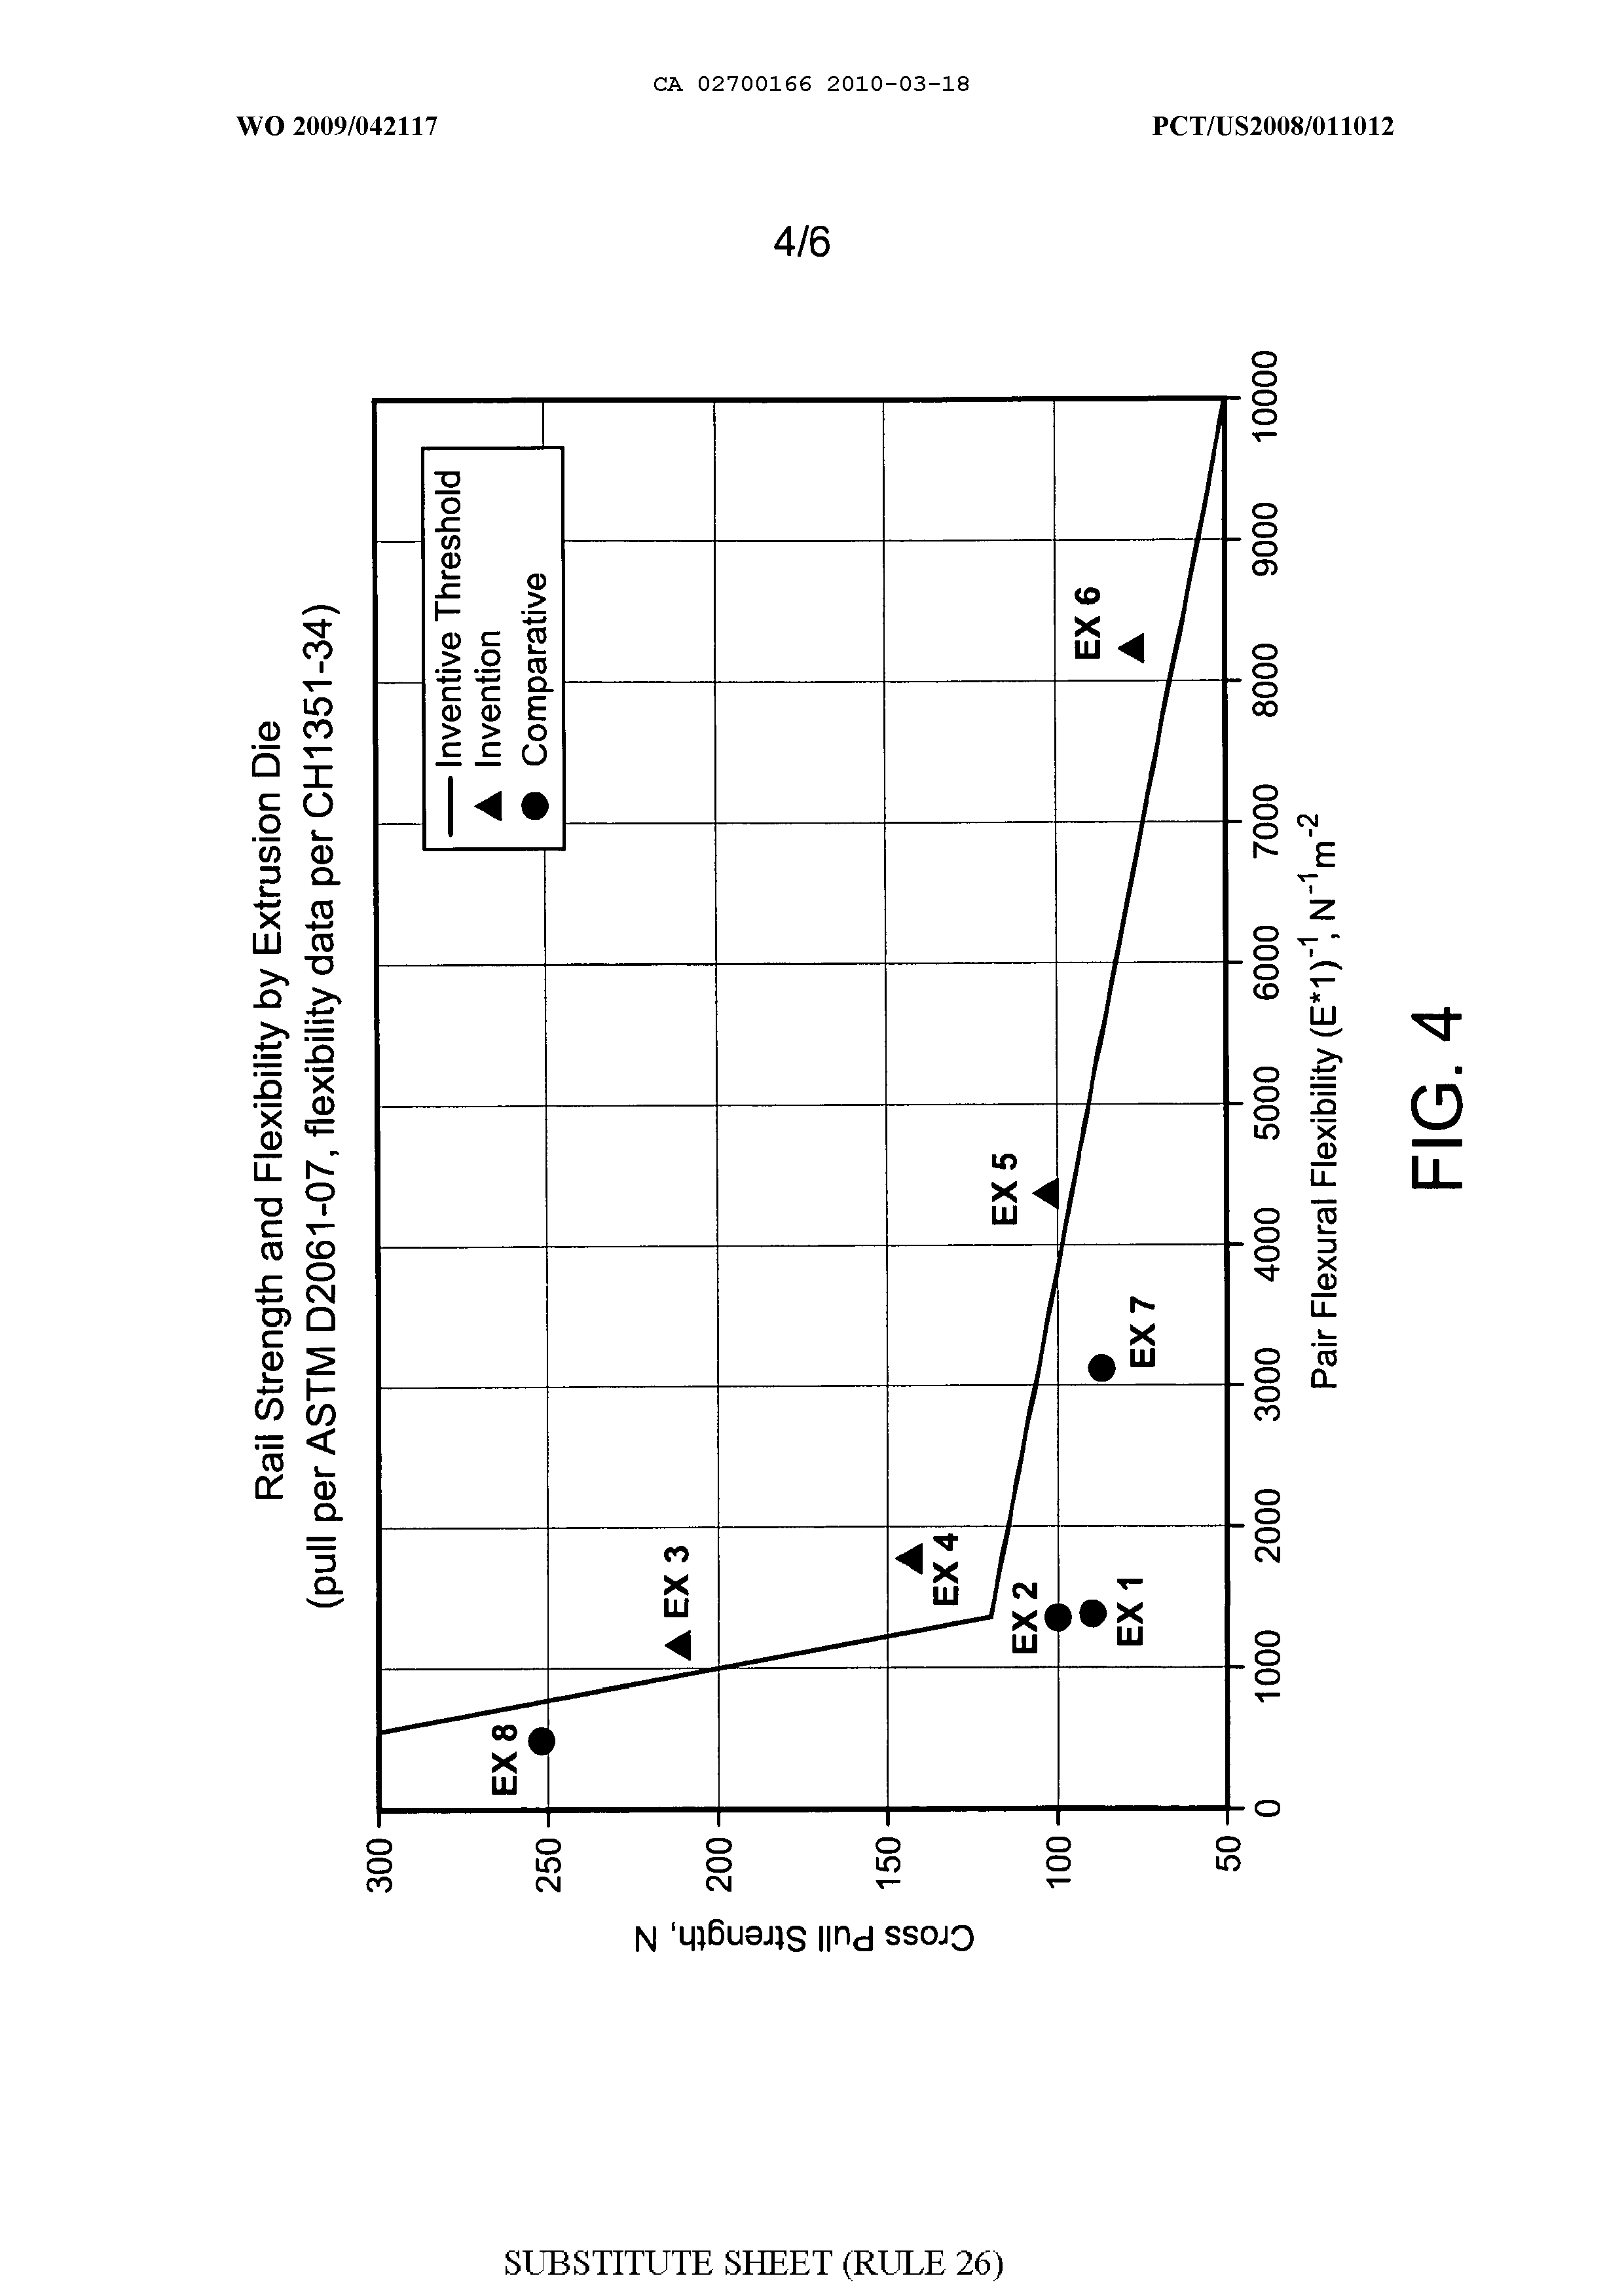 CA 02700166 2010-03-18
WO 2009/042117
PCT/US2008/011012
4/6
Rail Strength and Flexibility by Extrusion Die
(pull per ASTM D2061-07, flexibility data per CH1351-34)
Inventive Threshold
Invention
Comparative
300
250
200
150
100
50
Cross Pull Strength, N
EX 8
EX 3
EX 4
EX 2
EX 1
EX 7
EX 5
EX 6
0
1000
2000
3000
4000
5000
6000
7000
8000
9000
10000
Pair Flexural Flexibility (E*1)⁻¹, N⁻¹m⁻²
FIG. 4
SUBSTITUTE SHEET (RULE 26)